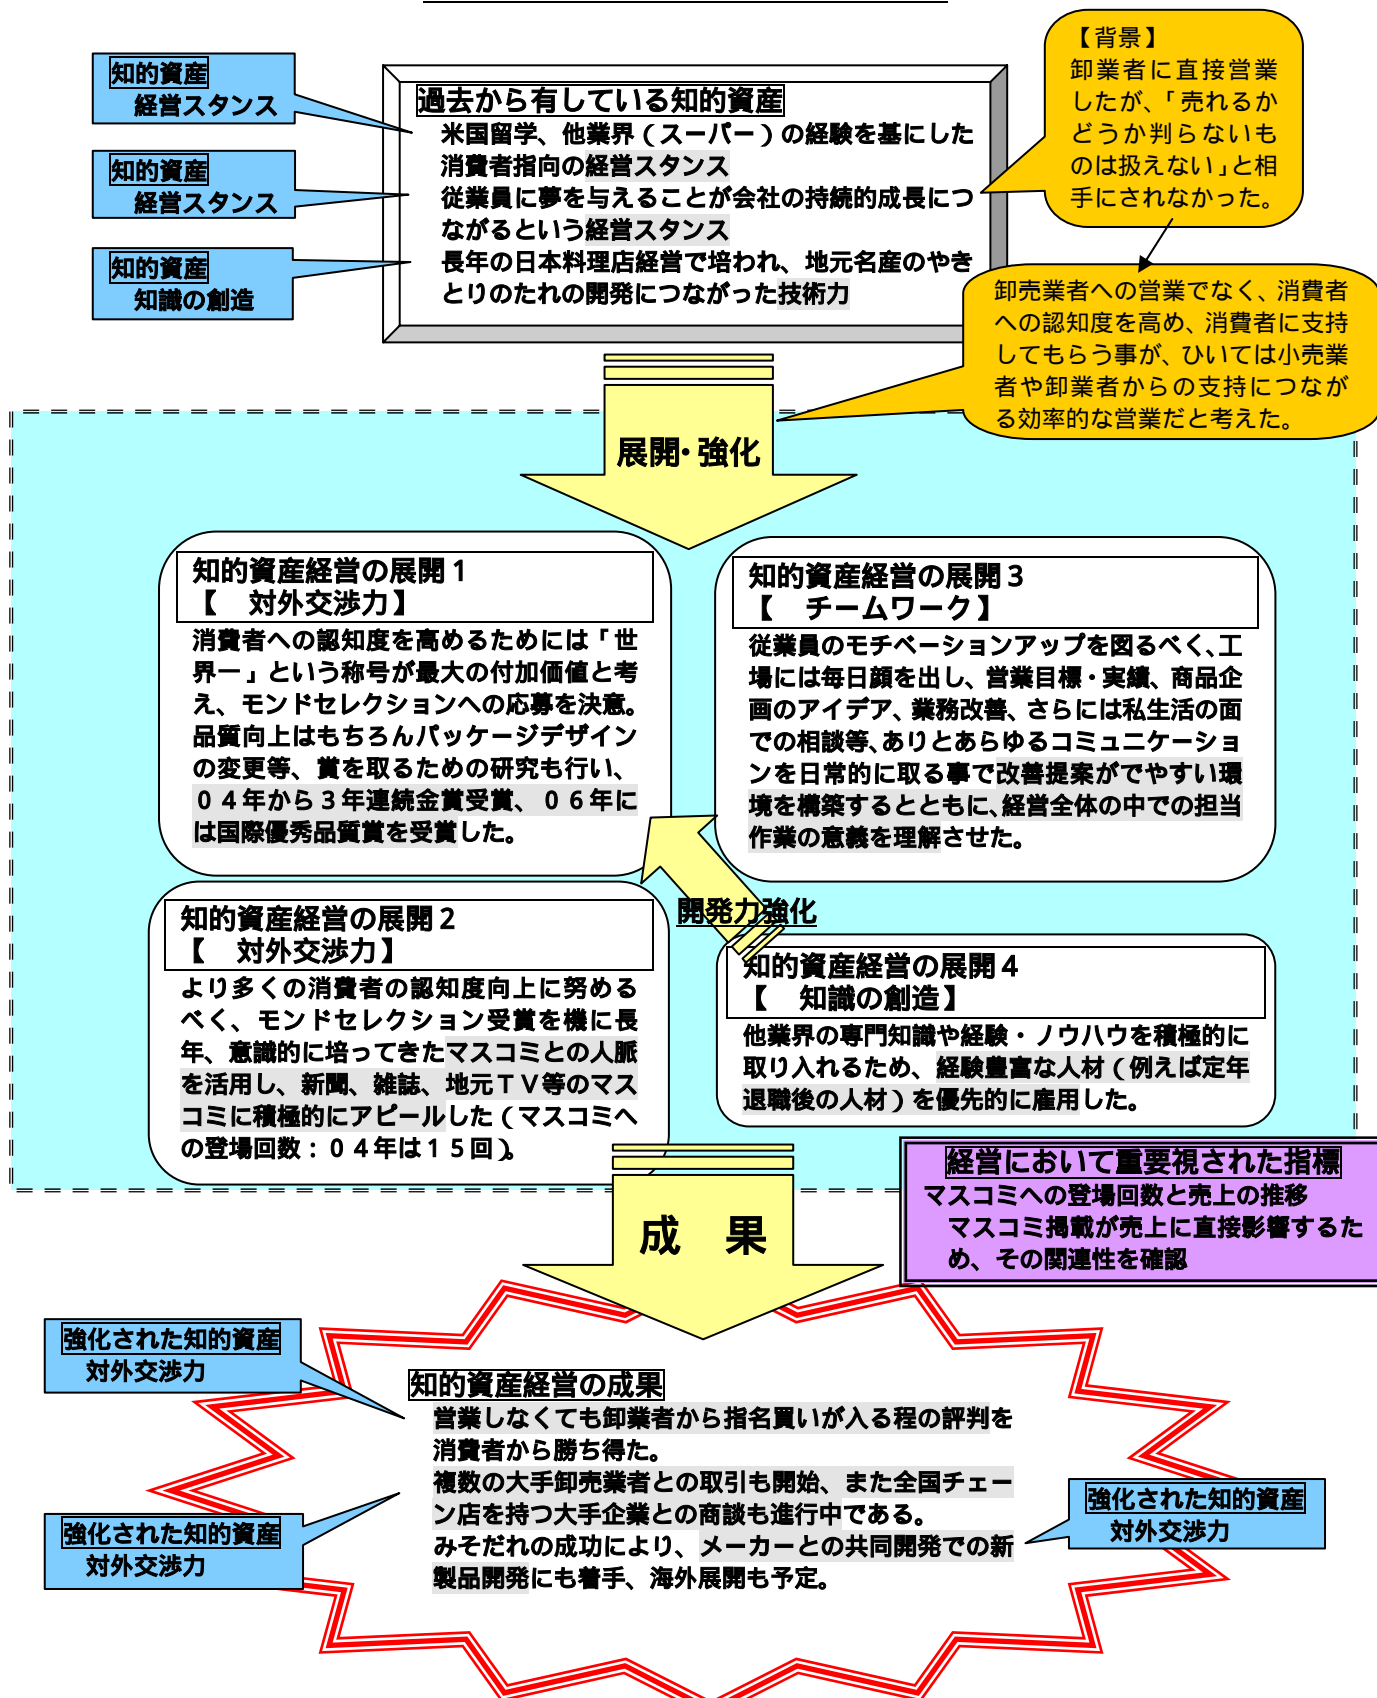 知的資産
経営スタンス
知的資産
経営スタンス
知的資産
知識の創造
過去から有している知的資産
米国留学、他業界(スーパー)の経験を基にした
消費者指向の経営スタンス
従業員に夢を与えることが会社の持続的成長につ
ながるという経営スタンス
長年の日本料理店経営で培われ、地元名産のやき
とりのたれの開発につながった技術力
【背景】
卸業者に直接営業
したが、「売れるか
どうか判らないも
のは扱えない」と相
手にされなかった。
卸売業者への営業でなく、消費者
への認知度を高め、消費者に支持
してもらう事が、ひいては小売業
者や卸業者からの支持につなが
る効率的な営業だと考えた。
展開・強化
知的資産経営の展開1
【 対外交渉力】
消費者への認知度を高めるためには「世
界一」という称号が最大の付加価値と考
え、モンドセレクションへの応募を決意。
品質向上はもちろんパッケージデザイン
の変更等、賞を取るための研究も行い、
04年から3年連続金賞受賞、06年に
は国際優秀品質賞を受賞した。
知的資産経営の展開2
【 対外交渉力】
より多くの消費者の認知度向上に努める
べく、モンドセレクション受賞を機に長
年、意識的に培ってきたマスコミとの人脈
を活用し、新聞、雑誌、地元TV等のマス
コミに積極的にアピールした(マスコミへ
の登場回数:04年は15回)。
知的資産経営の展開3
【 チームワーク】
従業員のモチベーションアップを図るべく、工
場には毎日顔を出し、営業目標・実績、商品企
画のアイデア、業務改善、さらには私生活の面
での相談等、ありとあらゆるコミュニケーショ
ンを日常的に取る事で改善提案がでやすい環
境を構築するとともに、経営全体の中での担当
作業の意義を理解させた。
開発力強化
知的資産経営の展開4
【 知識の創造】
他業界の専門知識や経験・ノウハウを積極的に
取り入れるため、経験豊富な人材(例えば定年
退職後の人材)を優先的に雇用した。
経営において重要視された指標
マスコミへの登場回数と売上の推移
マスコミ掲載が売上に直接影響するた
め、その関連性を確認
成 果
強化された知的資産
対外交渉力
強化された知的資産
対外交渉力
知的資産経営の成果
営業しなくても卸業者から指名買いが入る程の評判を
消費者から勝ち得た。
複数の大手卸売業者との取引も開始、また全国チェー
ン店を持つ大手企業との商談も進行中である。
みそだれの成功により、メーカーとの共同開発での新
製品開発にも着手、海外展開も予定。
強化された知的資産
対外交渉力